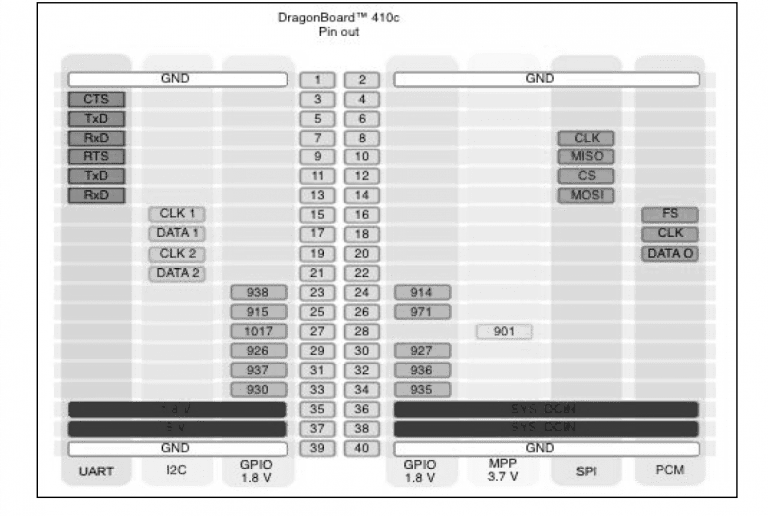 DragonBoard™ 410c
Pin out
GND 1 2 GND
CTS 3 4
TxD 5 6
RxD 7 8 CLK
RTS 9 10 MISO
TxD 11 12 CS
RxD 13 14 MOSI
CLK 1 15 16 FS
DATA 1 17 18 CLK
CLK 2 19 20 DATA O
DATA 2 21 22
938 23 24 914
915 25 26 971
1017 27 28 901
926 29 30 927
937 31 32 936
930 33 34 935
1.8 V 35 36 SYS_DCIN
5 V 37 38 SYS_DCIN
GND 39 40 GND
UART I2C GPIO 1.8 V GPIO 1.8 V MPP 3.7 V SPI PCM